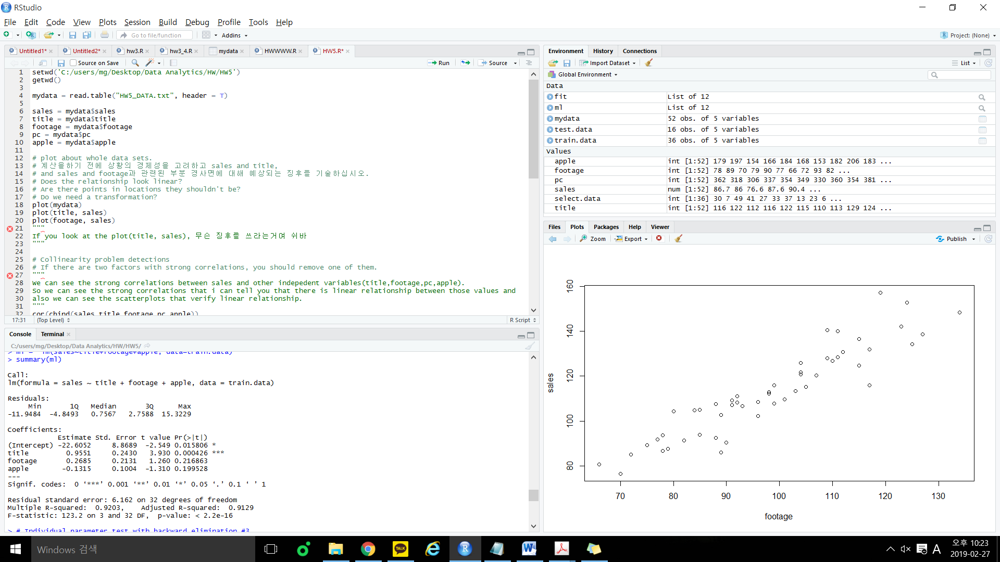 RStudio
File Edit Code View Plots Session Build Debug Profile Tools Help
Go to file/function Addins Project: (None)
Untitled1* Untitled2* hw3.R hw3_4.R mydata HWWWW.R HW5.R*
Source on Save Run Source
1 setwd('C:/users/mg/Desktop/Data Analytics/HW/HW5')
2 getwd()
3
4 mydata = read.table("HW5_DATA.txt", header = T)
5
6 sales = mydata$sales
7 title = mydata$title
8 footage = mydata$footage
9 pc = mydata$pc
10 apple = mydata$apple
11
12 # plot about whole data sets.
13 # 계산을하기 전에 상황의 경제성을 고려하고 sales and title,
14 # and sales and footage과 관련된 부분 경사면에 대해 예상되는 징후를 기술하십시오.
15 # Does the relationship look linear?
16 # Are there points in locations they shouldn't be?
17 # Do we need a transformation?
18 plot(mydata)
19 plot(title, sales)
20 plot(footage, sales)
21 """
22 If you look at the plot(title, sales), 무슨 징후를 쓰라는거여 쉬바
23 """
24
25 # Collinearity problem detections
26 # If there are two factors with strong correlations, you should remove one of them.
27 """
28 We can see the strong correlations between sales and other indepedent variables(title,footage,pc,apple).
29 So we can see the strong correlations that i can tell you that there is linear relationship between those values and
30 also we can see the scatterplots that verify linear relationship.
31 """
32 cor(cbind(sales,title,footage,pc,apple))
17:31 (Top Level) R Script
Console Terminal
C:/users/mg/Desktop/Data Analytics/HW/HW5/
> ml = lm(sales~title+footage+apple, data=train.data)
> summary(ml)
Call:
lm(formula = sales ~ title + footage + apple, data = train.data)
Residuals:
Min 1Q Median 3Q Max
-11.9484 -4.8493 0.7567 2.7588 15.3229
Coefficients:
Estimate Std. Error t value Pr(>|t|)
(Intercept) -22.6052 8.8689 -2.549 0.015806 *
title 0.9551 0.2430 3.930 0.000426 ***
footage 0.2685 0.2131 1.260 0.216863
apple -0.1315 0.1004 -1.310 0.199528
---
Signif. codes: 0 ‘***’ 0.001 ‘**’ 0.01 ‘*’ 0.05 ‘.’ 0.1 ‘ ’ 1
Residual standard error: 6.162 on 32 degrees of freedom
Multiple R-squared: 0.9203, Adjusted R-squared: 0.9129
F-statistic: 123.2 on 3 and 32 DF, p-value: < 2.2e-16
> # Individual parameter test with backward elimination #3
Environment History Connections
Import Dataset List
Global Environment
Data
fit List of 12
ml List of 12
mydata 52 obs. of 5 variables
test.data 16 obs. of 5 variables
train.data 36 obs. of 5 variables
Values
apple int [1:52] 179 197 154 166 184 168 153 182 206 183 ...
footage int [1:52] 78 89 70 79 90 77 66 72 93 82 ...
pc int [1:52] 362 318 306 337 354 349 330 360 354 381 ...
sales num [1:52] 86.7 86 76.6 87.6 90.4 ...
select.data int [1:36] 30 7 49 41 27 33 37 13 23 6 ...
title int [1:52] 116 122 112 116 122 115 110 113 129 124 ...
Files Plots Packages Help Viewer
Zoom Export Publish
160
140
120
100
80
sales
70 80 90 100 110 120 130
footage
Windows 검색
TALK
A
오후 10:23
2019-02-27